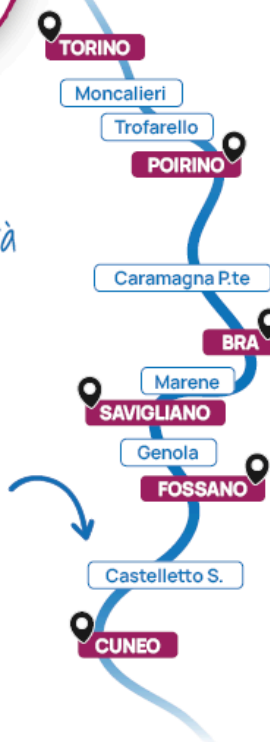 TORINO
Moncalieri
Trofarello
POIRINO
à
Caramagna P.te
BRA
Marene
SAVIGLIANO
Genola
FOSSANO
Castelletto S.
CUNEO